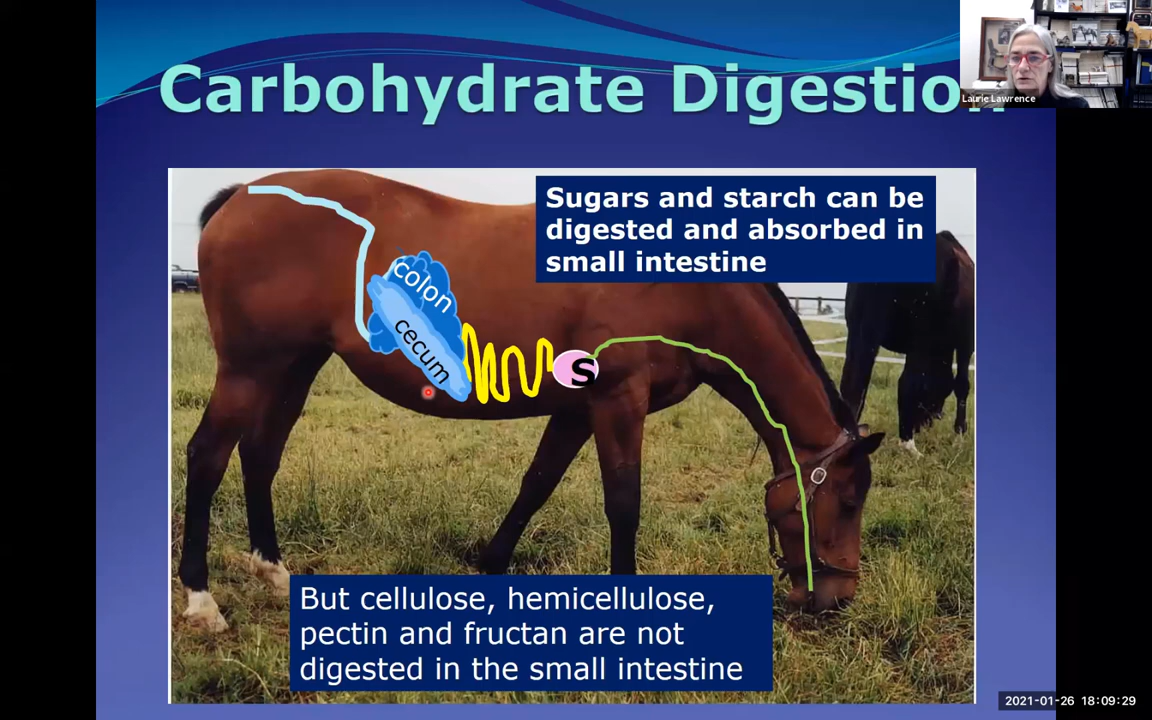 Carbohydrate Digestion
Laurie Lawrence
Sugars and starch can be
digested and absorbed in
small intestine
colon
cecum
S
But cellulose, hemicellulose,
pectin and fructan are not
digested in the small intestine
2021-01-26 18:09:29